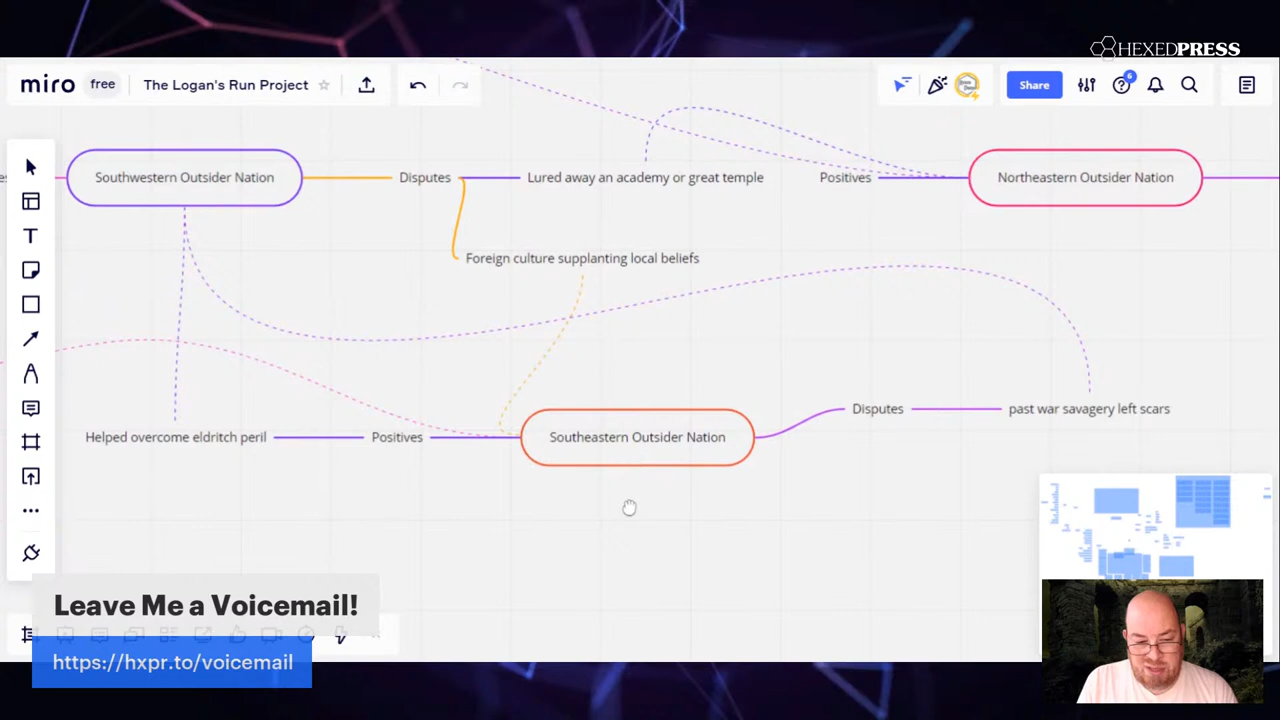 HEXEDPRESS
miro
free
The Logan's Run Project
Share
6
Southwestern Outsider Nation
Disputes
Lured away an academy or great temple
Positives
Northeastern Outsider Nation
Foreign culture supplanting local beliefs
Helped overcome eldritch peril
Positives
Southeastern Outsider Nation
Disputes
past war savagery left scars
Leave Me a Voicemail!
https://hxpr.to/voicemail